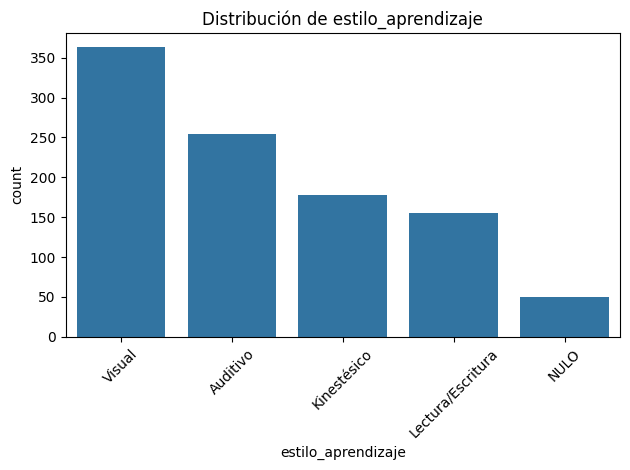 Distribución de estilo_aprendizaje
350
300
250
200
150
100
50
0
count
Visual
Auditivo
Kinestésico
Lectura/Escritura
NULO
estilo_aprendizaje